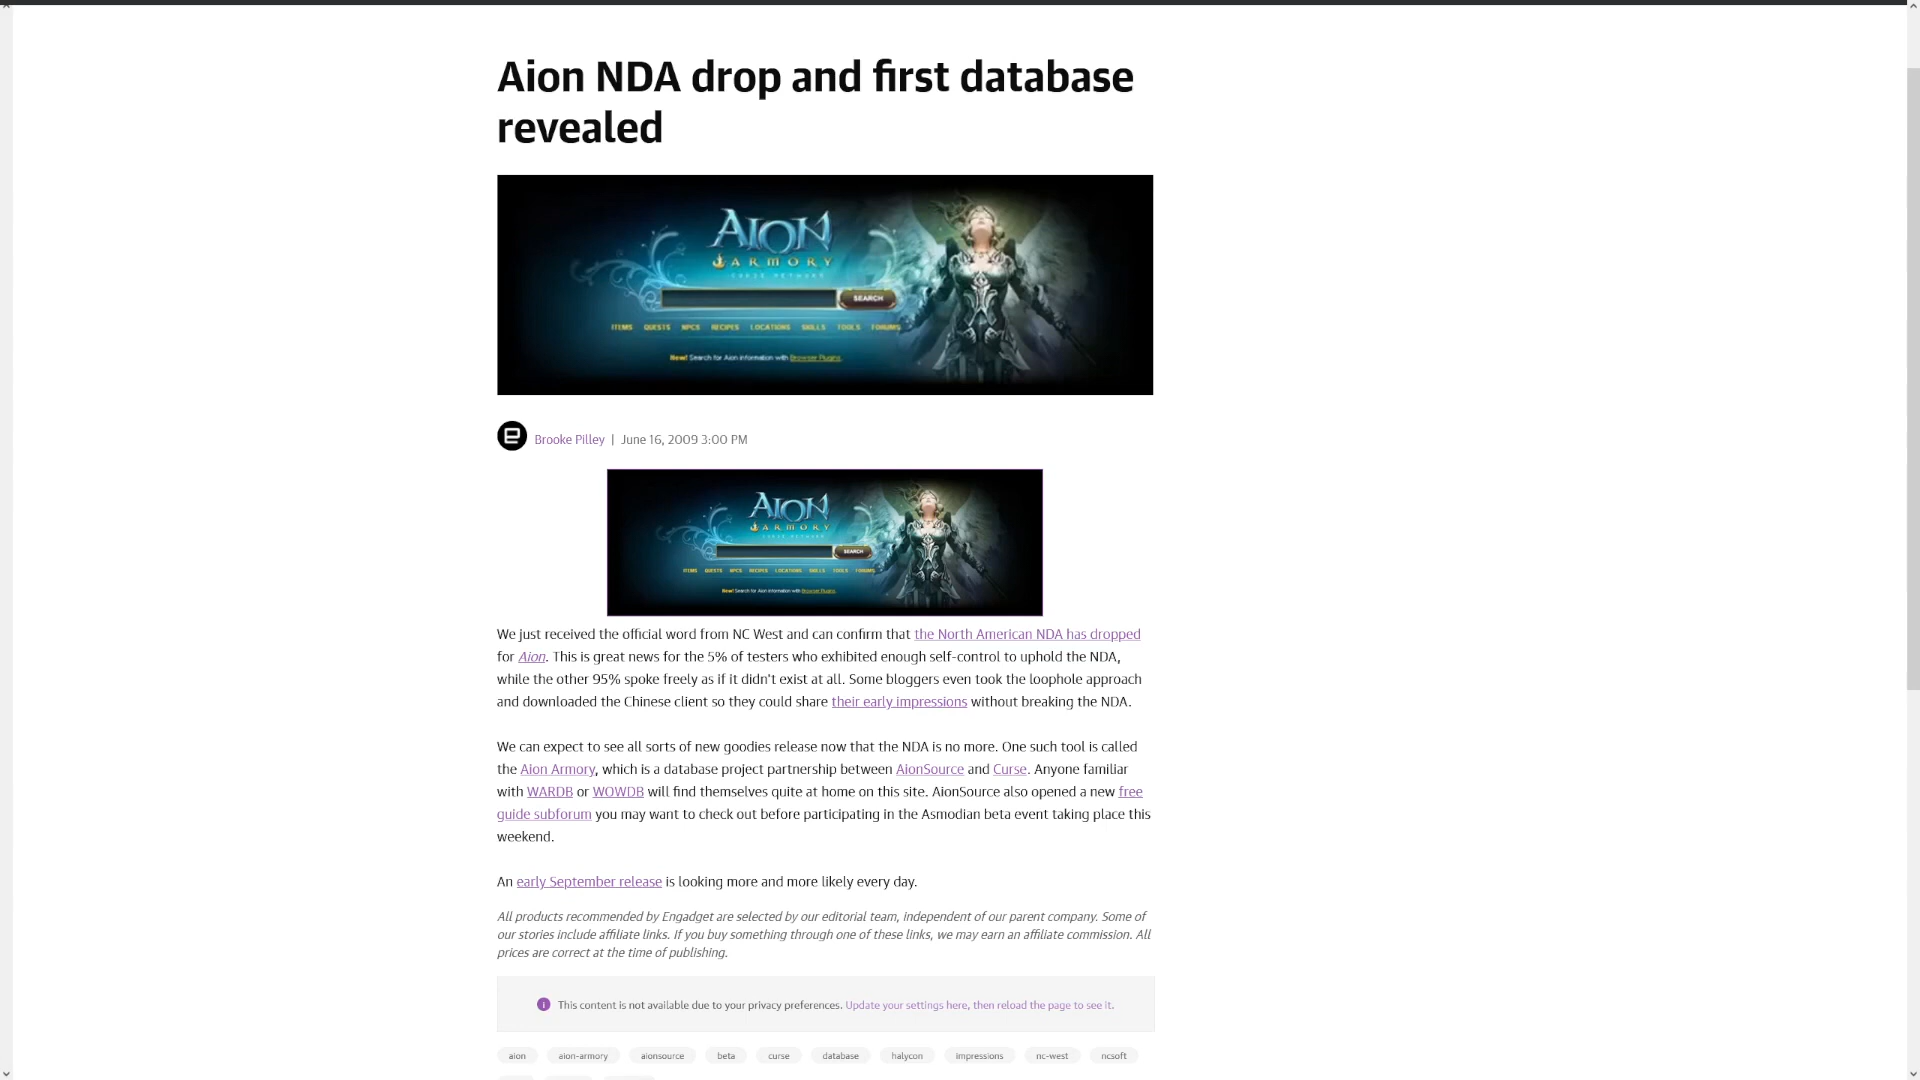 Aion NDA drop and first database
revealed
AION
ARMORY
CURSE NETWORK
SEARCH
ITEMS QUESTS NPCS RECIPES LOCATIONS SKILLS TOOLS FORUMS
New! Search for Aion information with Browser Plugins.
Brooke Pilley | June 16, 2009 3:00 PM
AION
ARMORY
CURSE NETWORK
SEARCH
ITEMS QUESTS NPCS RECIPES LOCATIONS SKILLS TOOLS FORUMS
New! Search for Aion information with Browser Plugins.
We just received the official word from NC West and can confirm that the North American NDA has dropped
for Aion. This is great news for the 5% of testers who exhibited enough self-control to uphold the NDA,
while the other 95% spoke freely as if it didn't exist at all. Some bloggers even took the loophole approach
and downloaded the Chinese client so they could share their early impressions without breaking the NDA.
We can expect to see all sorts of new goodies release now that the NDA is no more. One such tool is called
the Aion Armory, which is a database project partnership between AionSource and Curse. Anyone familiar
with WARDB or WOWDB will find themselves quite at home on this site. AionSource also opened a new free
guide subforum you may want to check out before participating in the Asmodian beta event taking place this
weekend.
An early September release is looking more and more likely every day.
All products recommended by Engadget are selected by our editorial team, independent of our parent company. Some of
our stories include affiliate links. If you buy something through one of these links, we may earn an affiliate commission. All
prices are correct at the time of publishing.
This content is not available due to your privacy preferences. Update your settings here, then reload the page to see it.
aion aion-armory aionsource beta curse database halycon impressions nc-west ncsoft